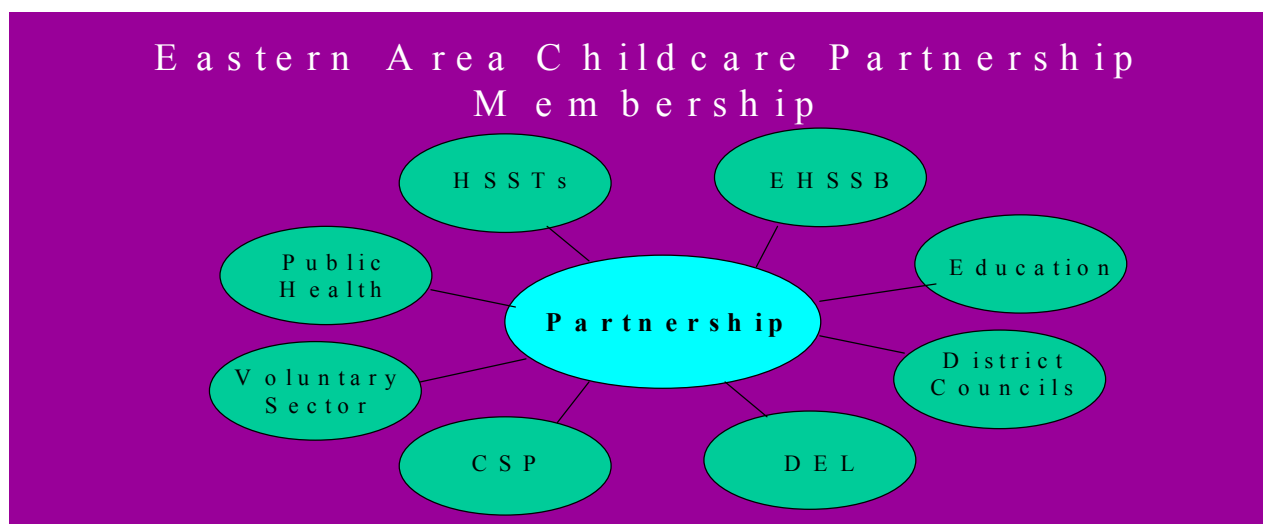 Eastern Area Childcare Partnership
Membership
HSSTs
EHSSB
Public
Health
Education
Partnership
Voluntary
Sector
District
Councils
CSP
DEL